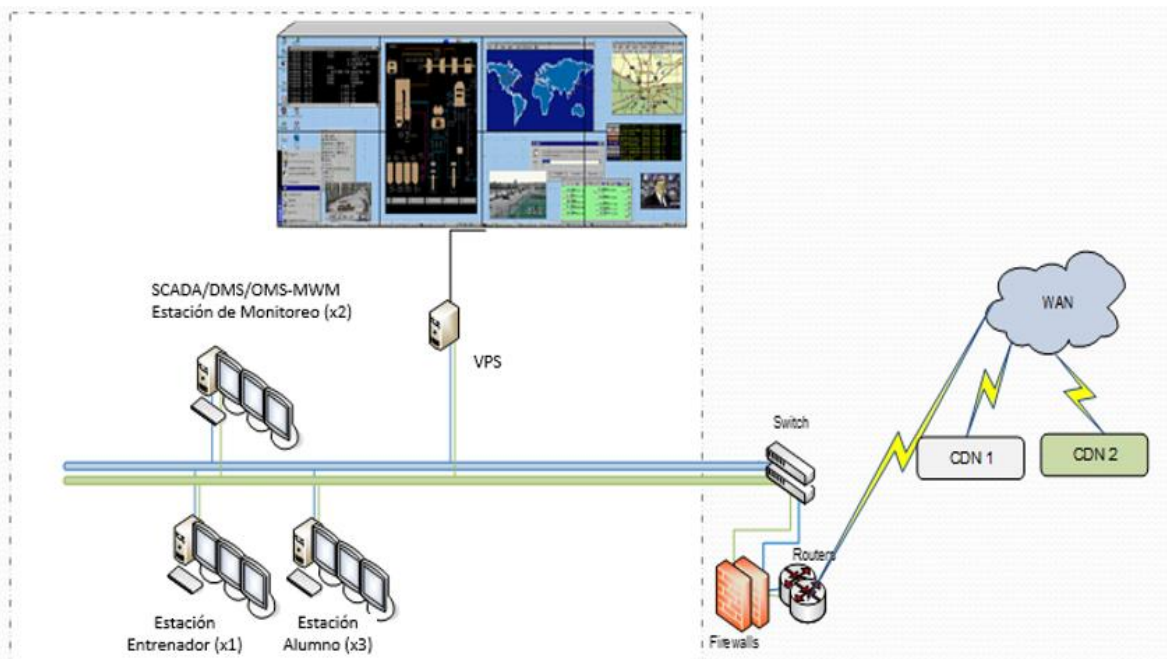 SCADA/DMS/OMS-MWM
Estación de Monitoreo (x2)
VPS
WAN
Switch
CDN 1
CDN 2
Routers
Firewalls
Estación
Entrenador (x1)
Estación
Alumno (x3)